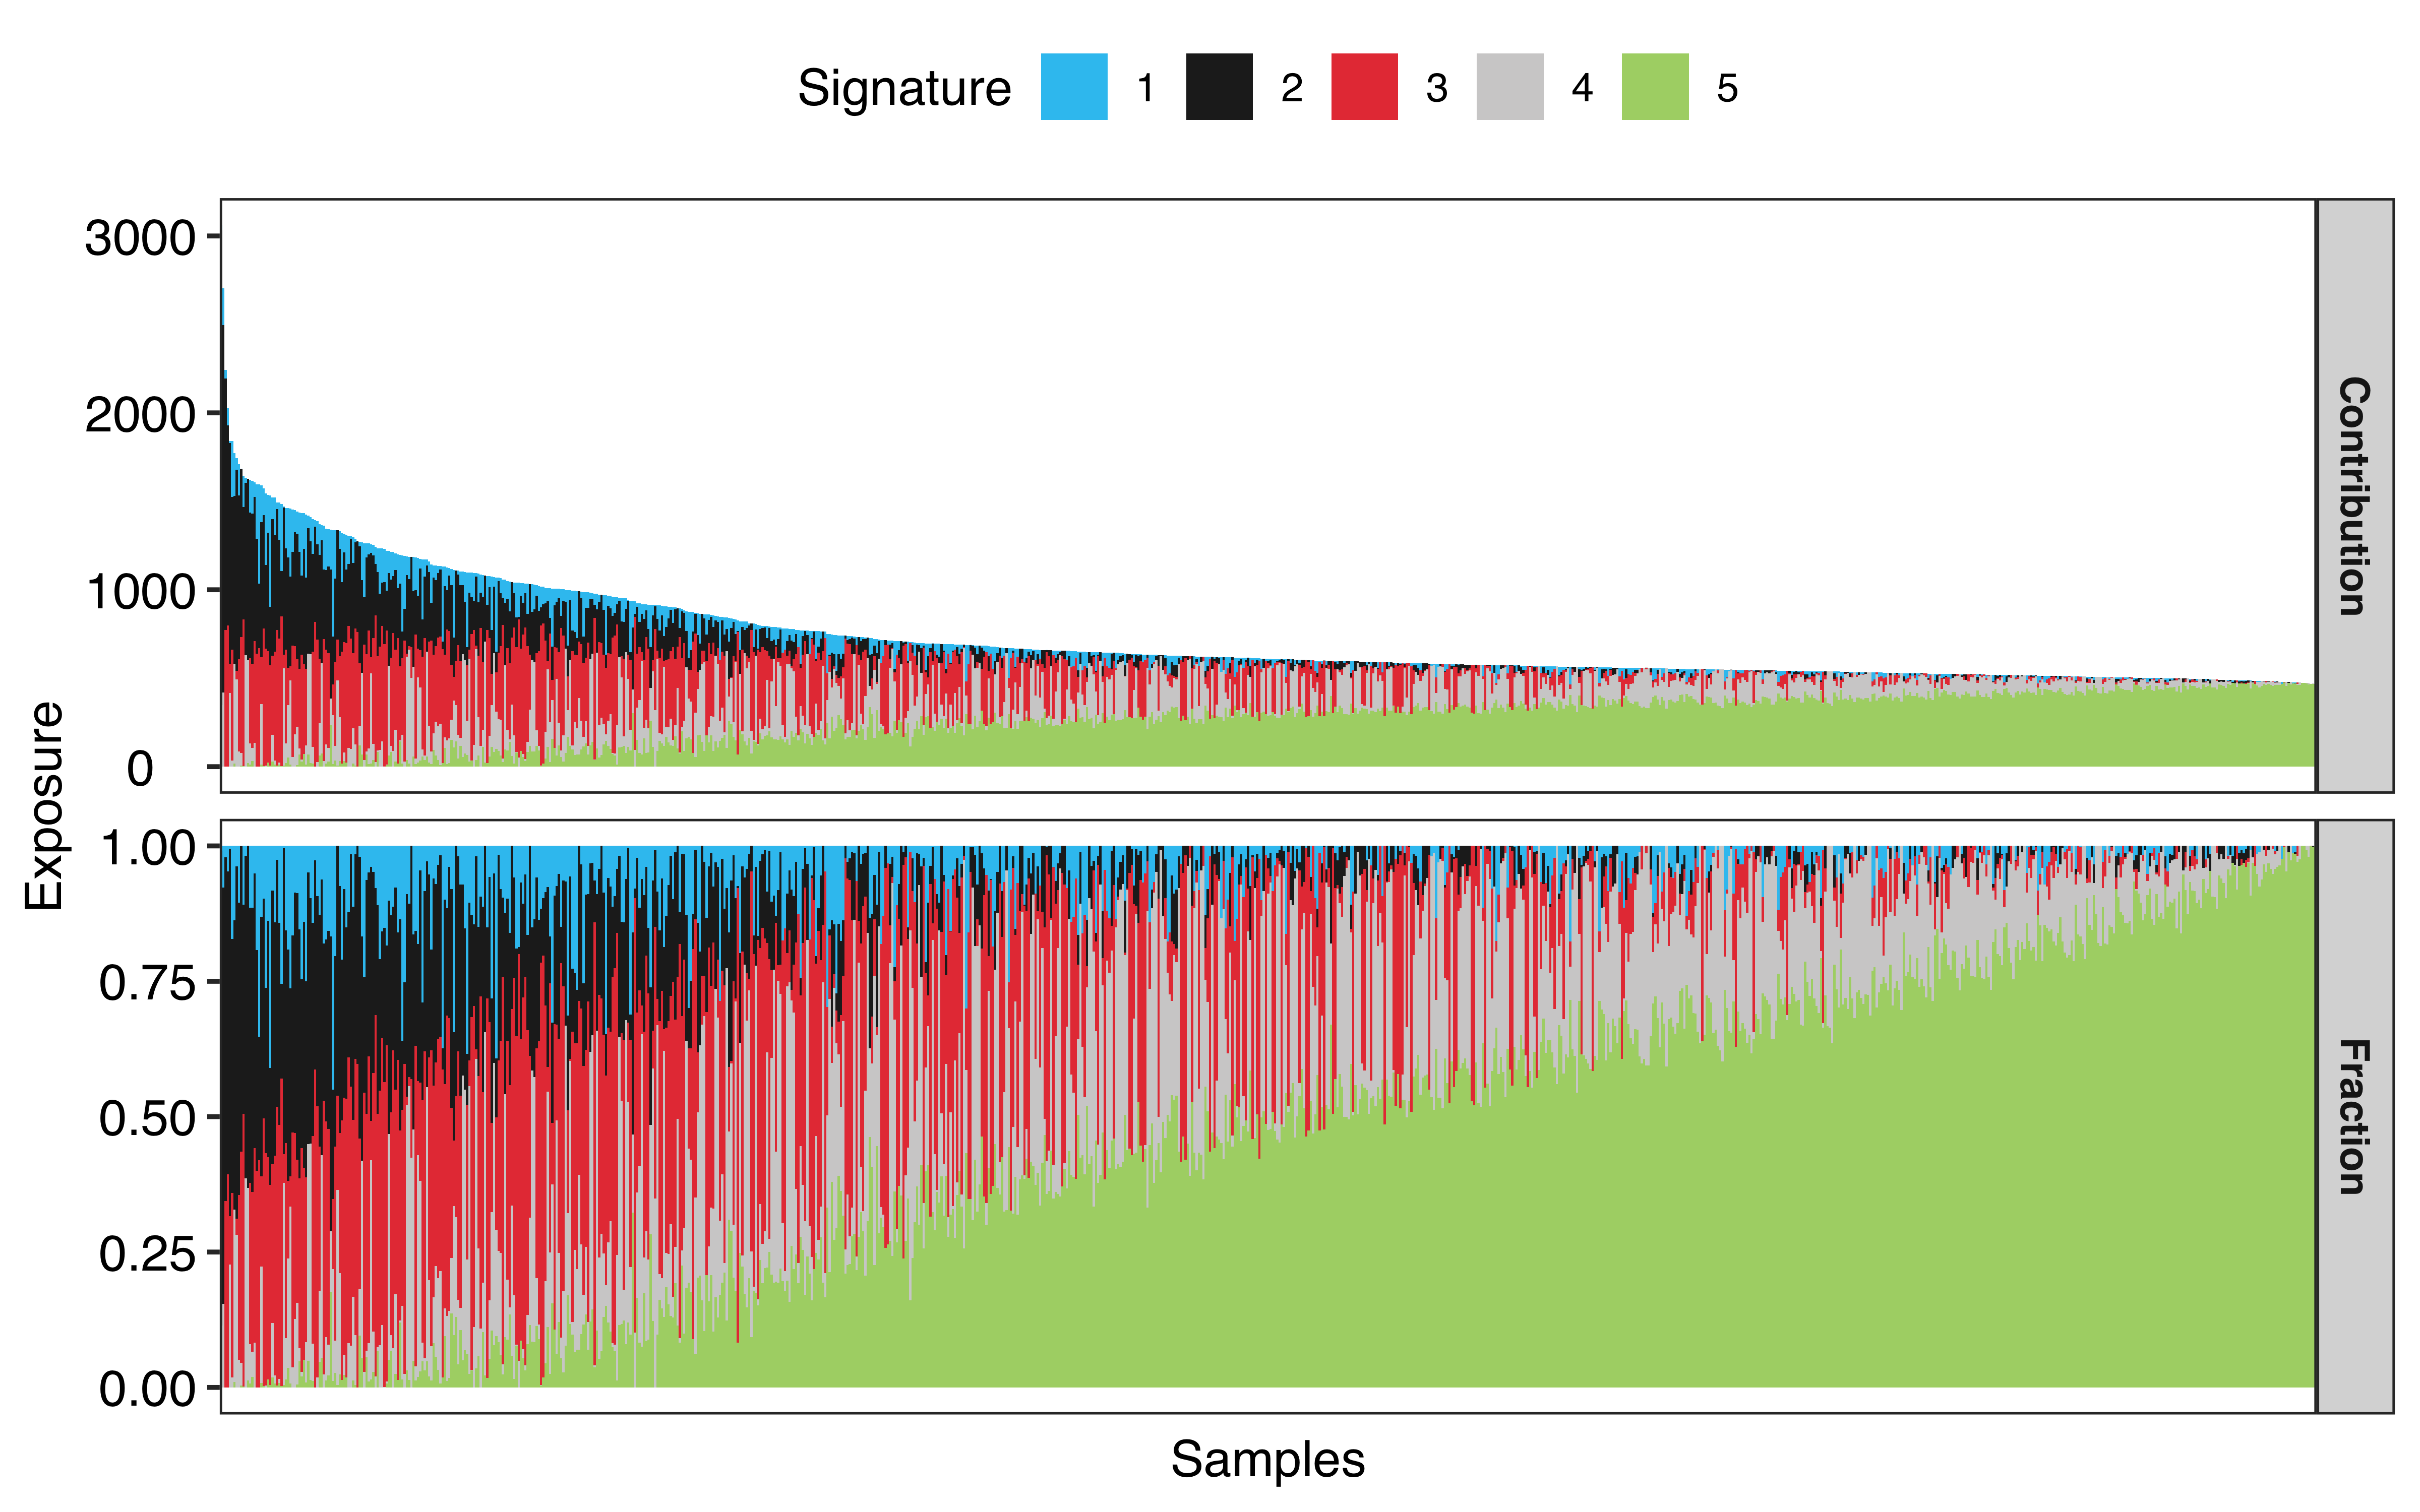 Signature 1 2 3 4 5
3000
2000
1000
0
Contribution
Exposure
1.00
0.75
0.50
0.25
0.00
Fraction
Samples